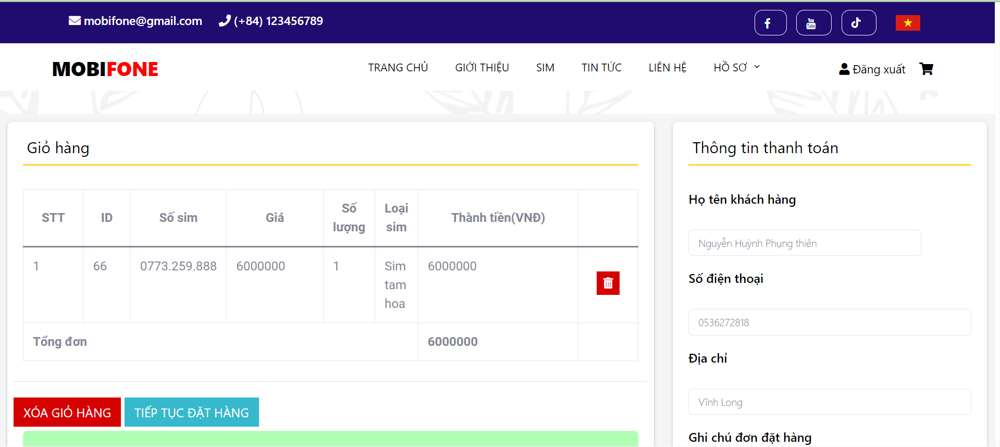 mobifone@gmail.com (+84) 123456789
You Tube
MOBIFONE
TRANG CHỦ GIỚI THIỆU SIM TIN TỨC LIÊN HỆ HỒ SƠ Đăng xuất
Giỏ hàng
STT ID Số sim Giá Số lượng Loại sim Thành tiền(VNĐ)
1 66 0773.259.888 6000000 1 Sim tam hoa 6000000
Tổng đơn 6000000
XÓA GIỎ HÀNG TIẾP TỤC ĐẶT HÀNG
Thông tin thanh toán
Họ tên khách hàng
Nguyễn Huỳnh Phụng thiên
Số điện thoại
0536272818
Địa chỉ
Vĩnh Long
Ghi chú đơn đặt hàng